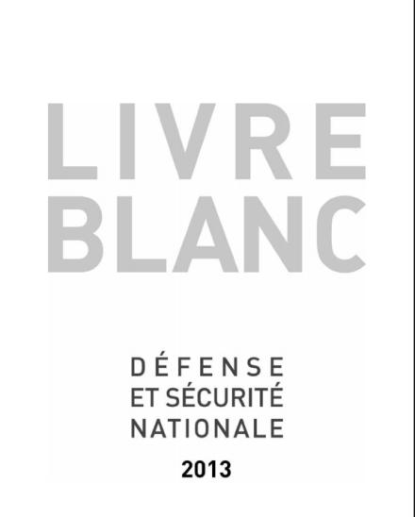 LIVRE
BLANC
DÉFENSE
ET SÉCURITÉ
NATIONALE
2013